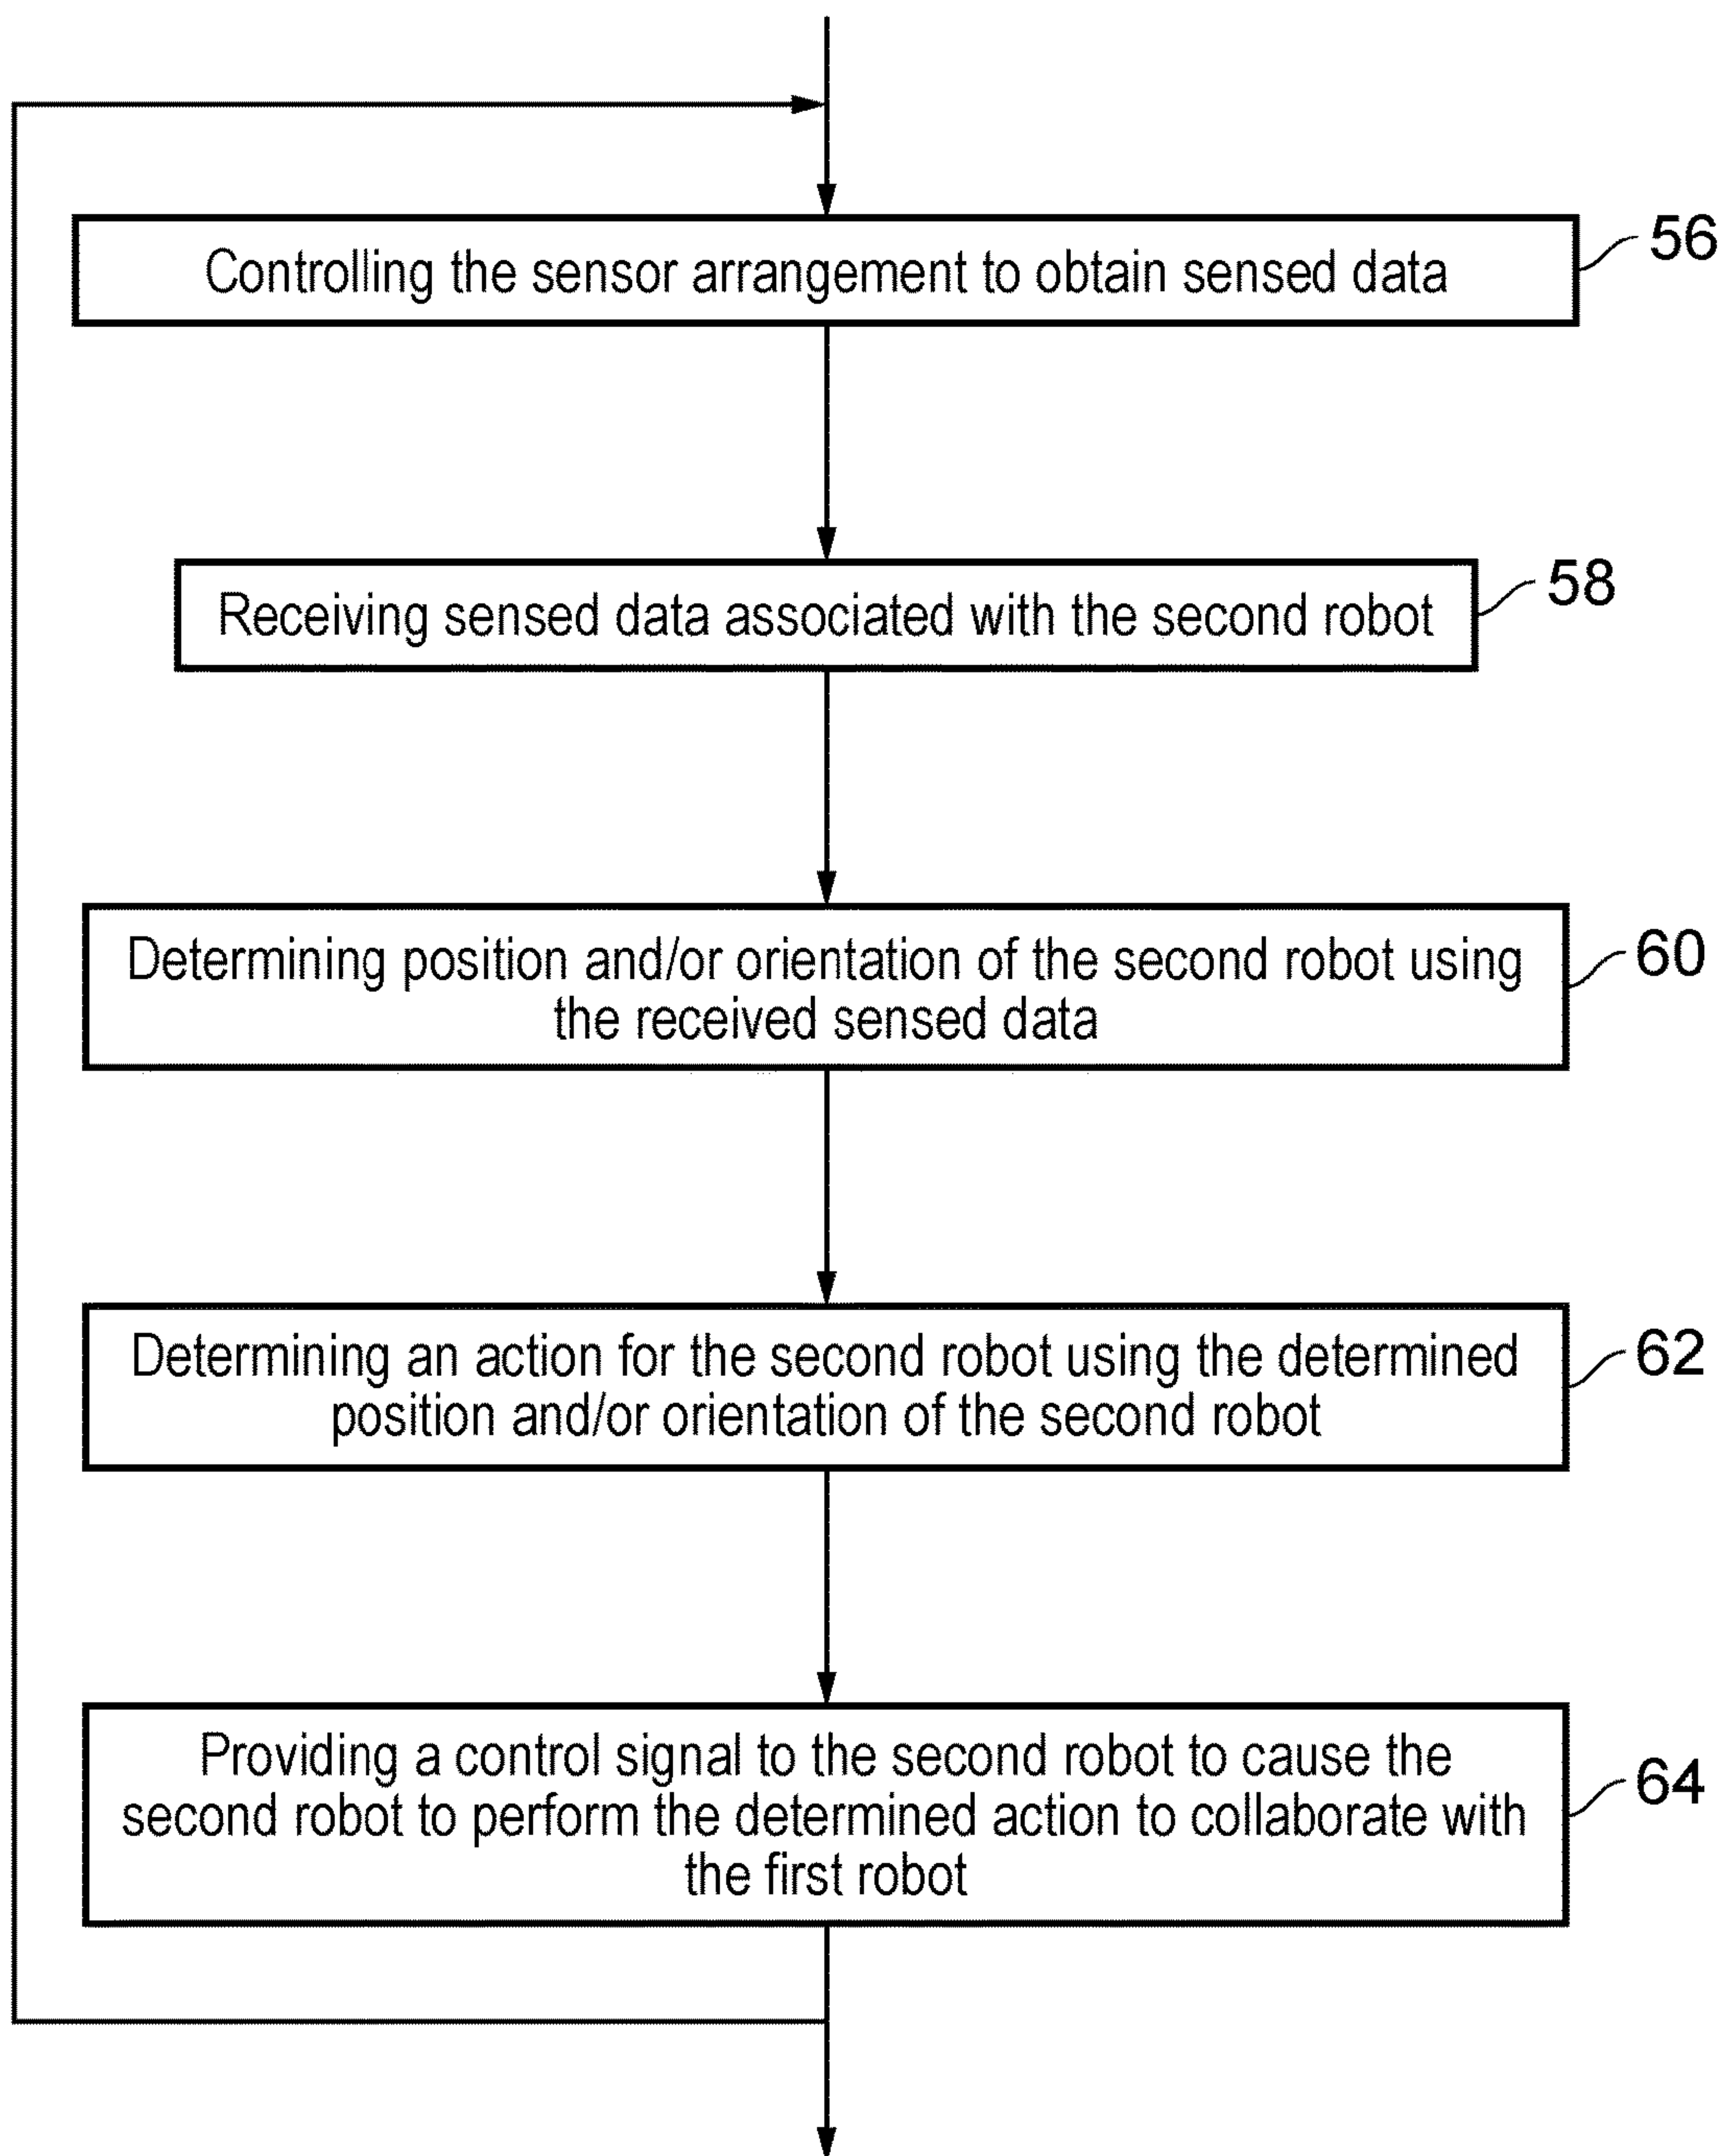 Controlling the sensor arrangement to obtain sensed data
56
Receiving sensed data associated with the second robot
58
Determining position and/or orientation of the second robot using
the received sensed data
60
Determining an action for the second robot using the determined
position and/or orientation of the second robot
62
Providing a control signal to the second robot to cause the
second robot to perform the determined action to collaborate with
the first robot
64